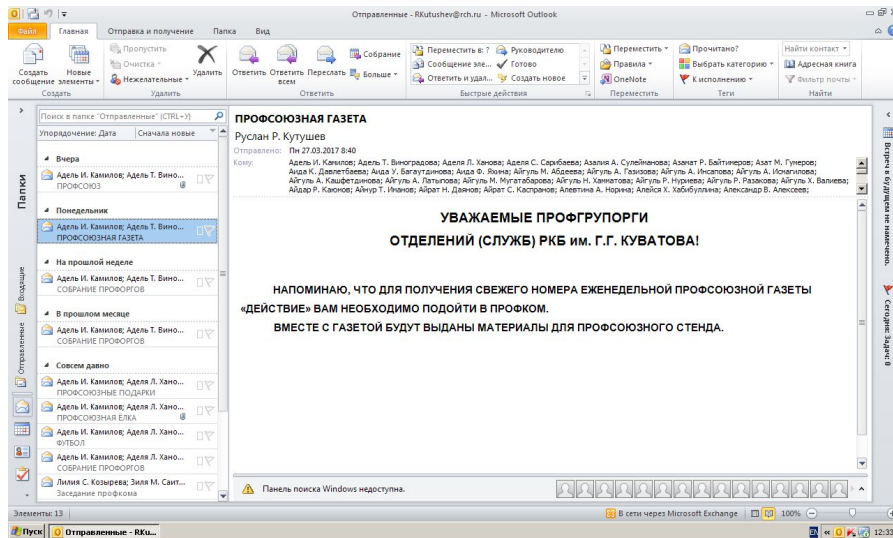 Отправленные - RKutushev@rch.ru - Microsoft Outlook
Файл Главная Отправка и получение Папка Вид
Создать сообщение
Новые элементы
Создать
Пропустить
Очистка
Нежелательные
Удалить
Удалить
Ответить
Ответить всем
Переслать
Собрание
Больше
Ответить
Переместить в: ?
Сообщение эле...
Ответить и удал...
Руководителю
Готово
Создать новое
Быстрые действия
Переместить
Правила
OneNote
Переместить
Прочитано?
Выбрать категорию
К исполнению
Теги
Найти контакт
Адресная книга
Фильтр почты
Найти
Папки
Входящие
Отправленные
Поиск в папке "Отправленные" (CTRL+У)
Упорядочение: Дата Сначала новые
Вчера
Адель И. Камилов; Адель Т. Вино...
ПРОФСОЮЗ
Понедельник
Адель И. Камилов; Адель Т. Вино...
ПРОФСОЮЗНАЯ ГАЗЕТА
На прошлой неделе
Адель И. Камилов; Адель Т. Вино...
СОБРАНИЕ ПРОФОРГОВ
В прошлом месяце
Адель И. Камилов; Адель Т. Вино...
СОБРАНИЕ ПРОФОРГОВ
Совсем давно
Адель И. Камилов; Аделя Л. Хано...
ПРОФСОЮЗНЫЕ ПОДАРКИ
Адель И. Камилов; Аделя Л. Хано...
ПРОФСОЮЗНАЯ ЕЛКА
Адель И. Камилов; Аделя Л. Хано...
ФУТБОЛ
Адель И. Камилов; Аделя Л. Хано...
СОБРАНИЕ ПРОФОРГОВ
Лилия С. Козырева; Зиля М. Саит...
Заседание профкома
ПРОФСОЮЗНАЯ ГАЗЕТА
Руслан Р. Кутушев
Отправлено: Пн 27.03.2017 8:40
Кому: Адель И. Камилов; Адель Т. Виноградова; Аделя Л. Ханова; Аделя С. Сарибаева; Азалия А. Сулейманова; Азамат Р. Байтимеров; Азат М. Гумеров;
Аида К. Давлетбаева; Аида У. Багаутдинова; Аида Ф. Яхина; Айгуль М. Абдеева; Айгуль А. Газизова; Айгуль А. Инсапова; Айгуль А. Исмагилова;
Айгуль А. Кашфетдинова; Айгуль А. Латыпова; Айгуль М. Мугатабарова; Айгуль Н. Хамматова; Айгуль Р. Нуриева; Айгуль Р. Разакова; Айгуль Х. Валиева;
Айдар Р. Каюмов; Айнур Т. Иманов; Айрат Н. Даянов; Айрат С. Каспранов; Алевтина А. Норина; Алейся Х. Хабибуллина; Александр В. Алексеев;
УВАЖАЕМЫЕ ПРОФГРУПОРГИ
ОТДЕЛЕНИЙ (СЛУЖБ) РКБ им. Г.Г. КУВАТОВА!
НАПОМИНАЮ, ЧТО ДЛЯ ПОЛУЧЕНИЯ СВЕЖЕГО НОМЕРА ЕЖЕНЕДЕЛЬНОЙ ПРОФСОЮЗНОЙ ГАЗЕТЫ
«ДЕЙСТВИЕ» ВАМ НЕОБХОДИМО ПОДОЙТИ В ПРОФКОМ.
ВМЕСТЕ С ГАЗЕТОЙ БУДУТ ВЫДАНЫ МАТЕРИАЛЫ ДЛЯ ПРОФСОЮЗНОГО СТЕНДА.
Панель поиска Windows недоступна.
Встреч в будущем не намечено.
Сегодня: Задач: 0
Элементы: 13
В сети через Microsoft Exchange
100%
Пуск
Отправленные - RKu...
EN
12:33